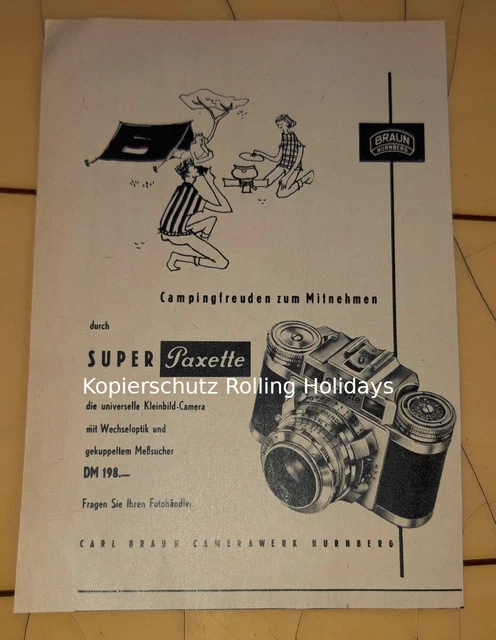 BRAUN
NÜRNBERG
Campingfreuden zum Mitnehmen
durch
SUPER Paxette
Kopierschutz Rolling Holidays
die universelle Kleinbild-Camera
mit Wechseloptik und
gekuppeltem Meßsucher
DM 198.—
Fragen Sie Ihren Fotohändler.
CARL BRAUN CAMERAWERK NÜRNBERG